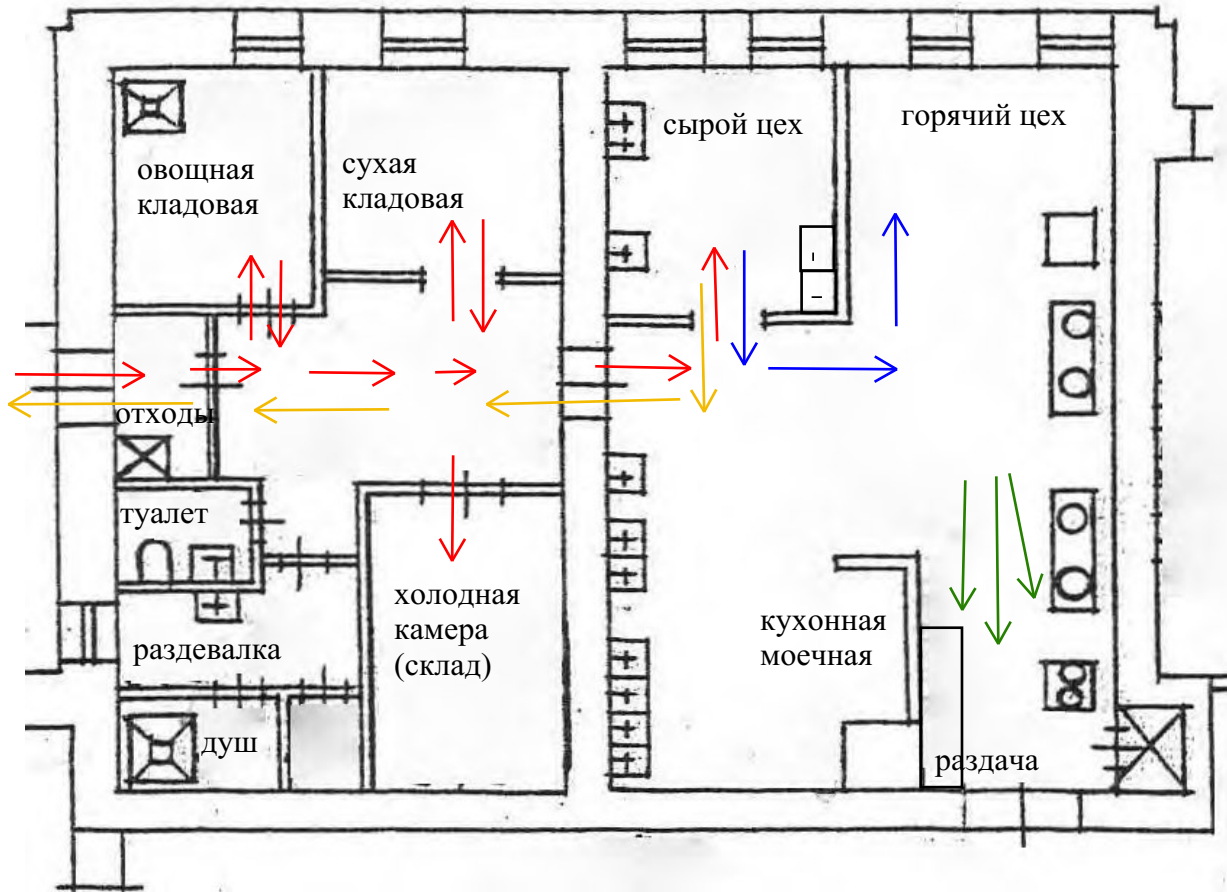 сырой цех
горячий цех
овощная
кладовая
сухая
кладовая
отходы
туалет
холодная
камера
(склад)
кухонная
моечная
раздевалка
душ
раздача